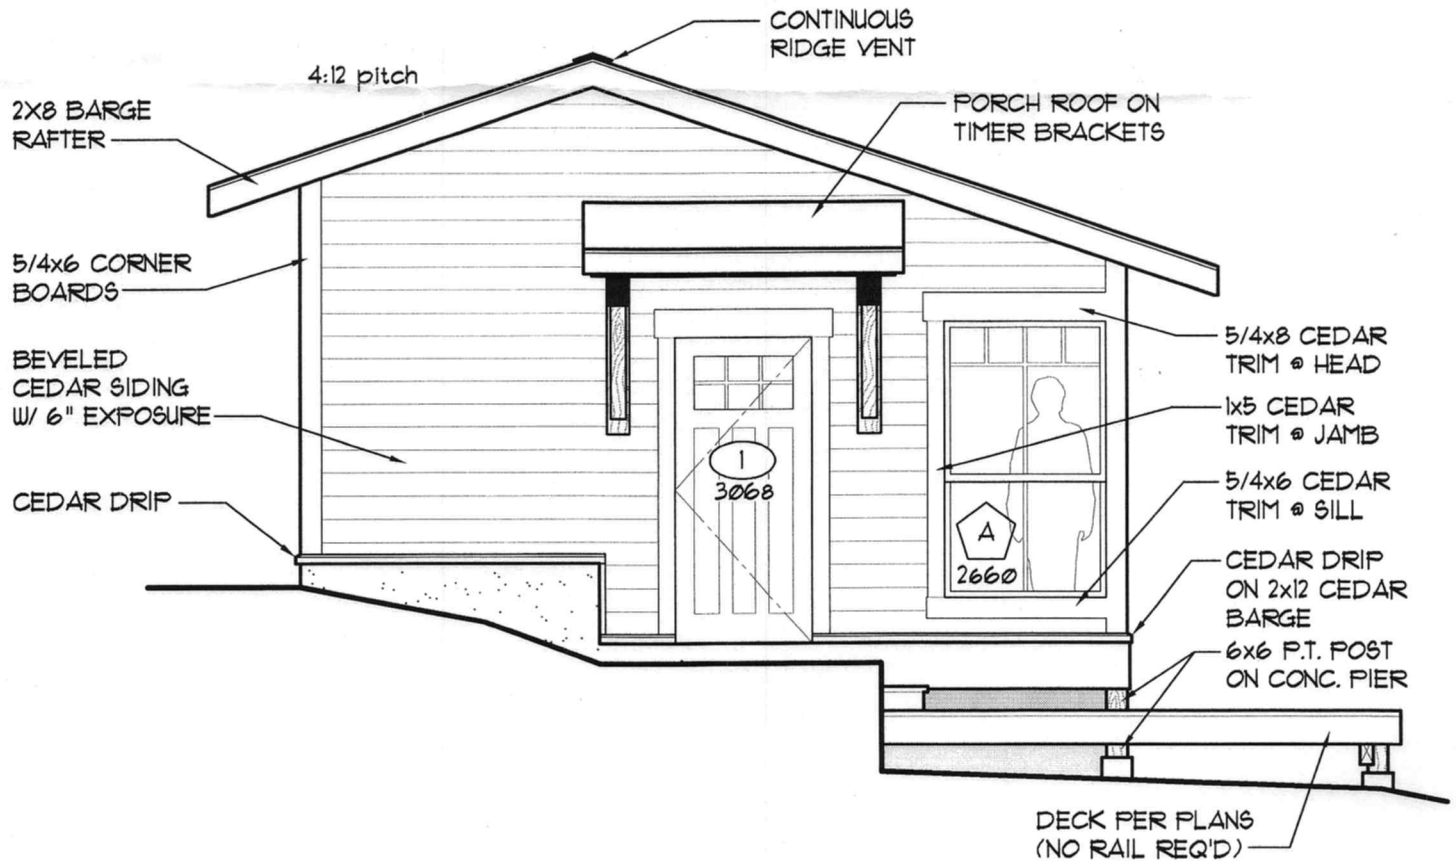 CONTINUOUS
RIDGE VENT
4:12 pitch
2X8 BARGE
RAFTER
PORCH ROOF ON
TIMER BRACKETS
5/4x6 CORNER
BOARDS
BEVELED
CEDAR SIDING
W/ 6" EXPOSURE
CEDAR DRIP
1
3068
A
2660
5/4x8 CEDAR
TRIM @ HEAD
1x5 CEDAR
TRIM @ JAMB
5/4x6 CEDAR
TRIM @ SILL
CEDAR DRIP
ON 2x12 CEDAR
BARGE
6x6 P.T. POST
ON CONC. PIER
DECK PER PLANS
(NO RAIL REQ'D)